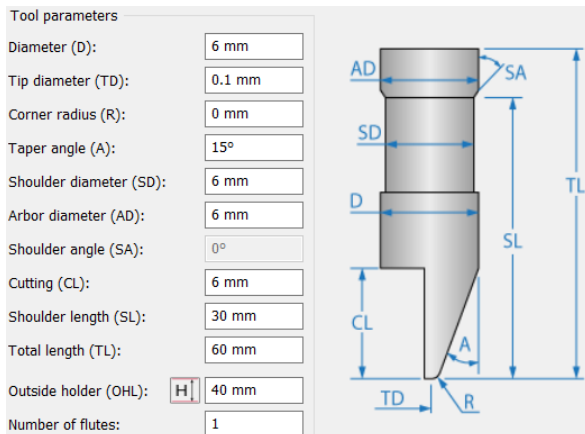 Tool parameters
Diameter (D): 6 mm
Tip diameter (TD): 0.1 mm
Corner radius (R): 0 mm
Taper angle (A): 15º
Shoulder diameter (SD): 6 mm
Arbor diameter (AD): 6 mm
Shoulder angle (SA): 0º
Cutting (CL): 6 mm
Shoulder length (SL): 30 mm
Total length (TL): 60 mm
Outside holder (OHL): H 40 mm
Number of flutes: 1
AD
SA
SD
TL
D
SL
CL
A
TD
R